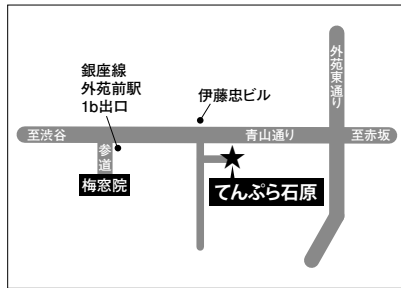 銀座線
外苑前駅
1b出口
伊藤忠ビル
外苑東通り
至渋谷
青山通り
至赤坂
参道
梅窓院
てんぷら石原